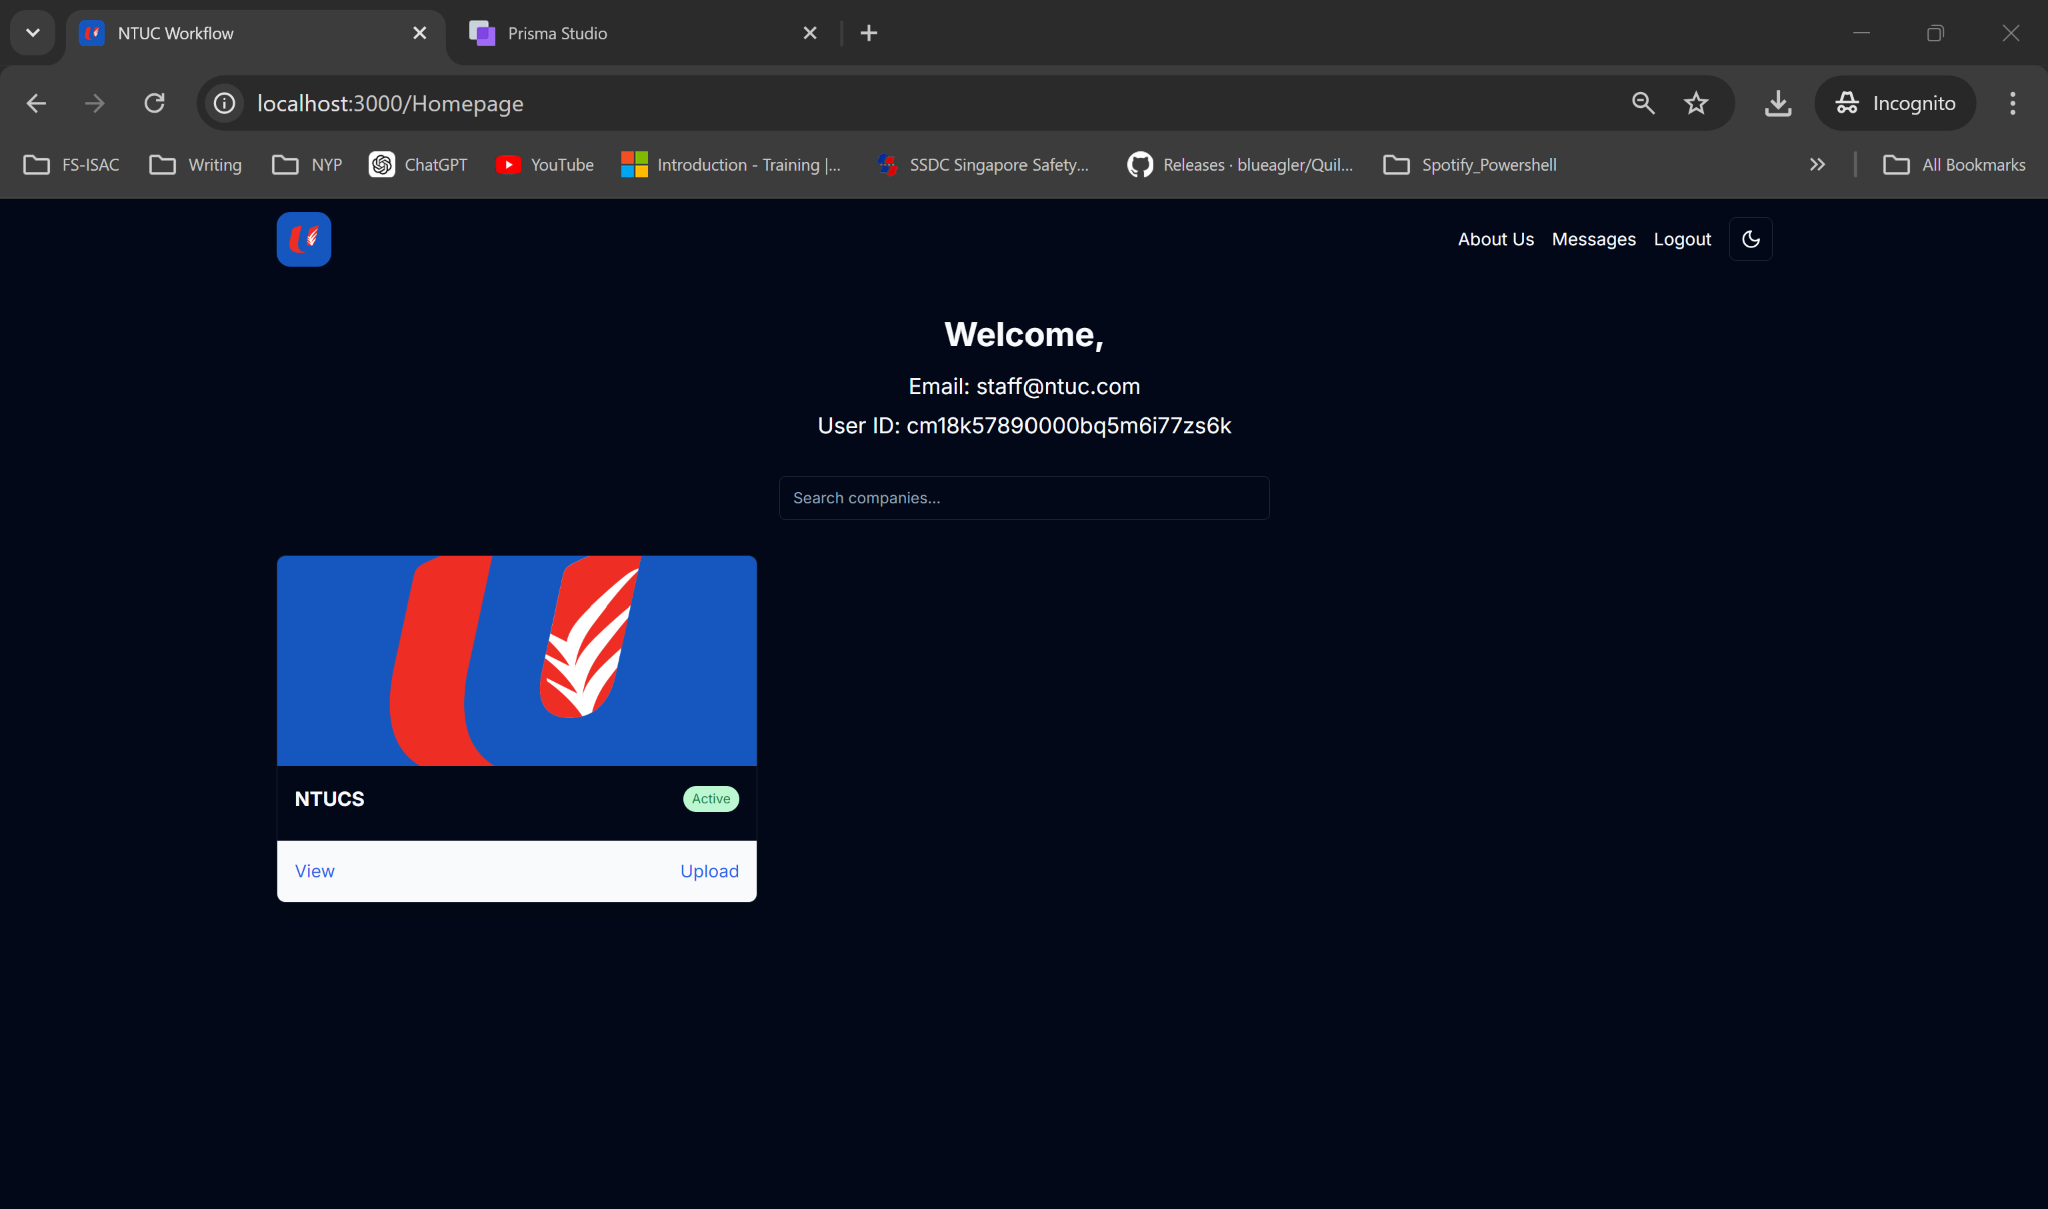 NTUC Workflow
Prisma Studio
localhost:3000/Homepage
Incognito
FS-ISAC
Writing
NYP
ChatGPT
YouTube
Introduction - Training |...
SSDC Singapore Safety...
Releases · blueagler/Quil...
Spotify_Powershell
All Bookmarks
About Us
Messages
Logout
Welcome,
Email: staff@ntuc.com
User ID: cm18k57890000bq5m6i77zs6k
Search companies...
NTUCS
Active
View
Upload